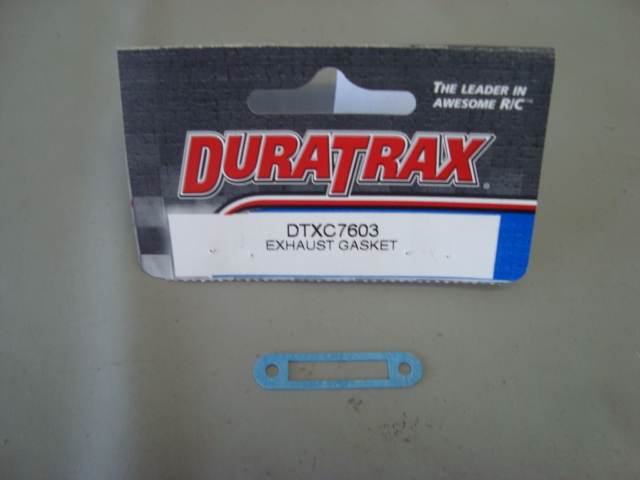 THE LEADER IN
AWESOME R/C™
DURATRAX®
DTXC7603
EXHAUST GASKET